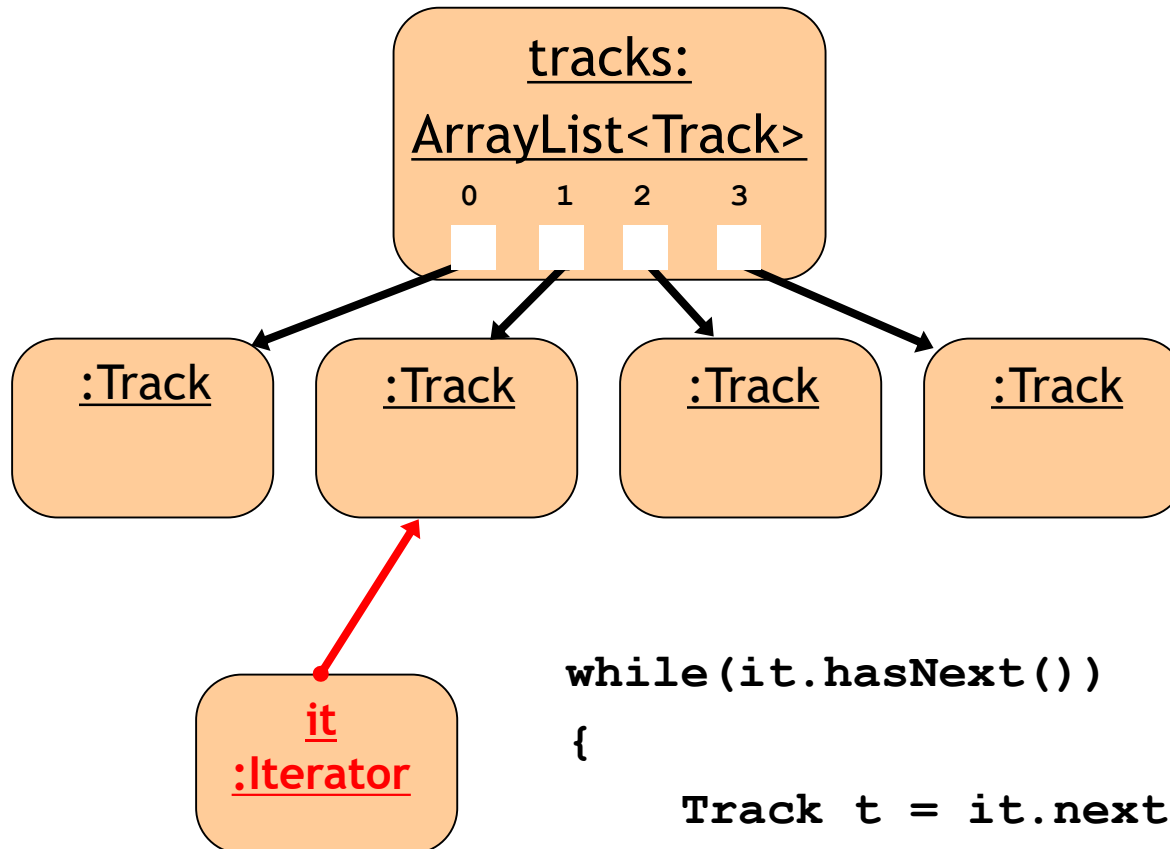 tracks:
ArrayList<Track>
0 1 2 3
:Track :Track :Track :Track
it
:Iterator
while(it.hasNext())
{
Track t = it.next